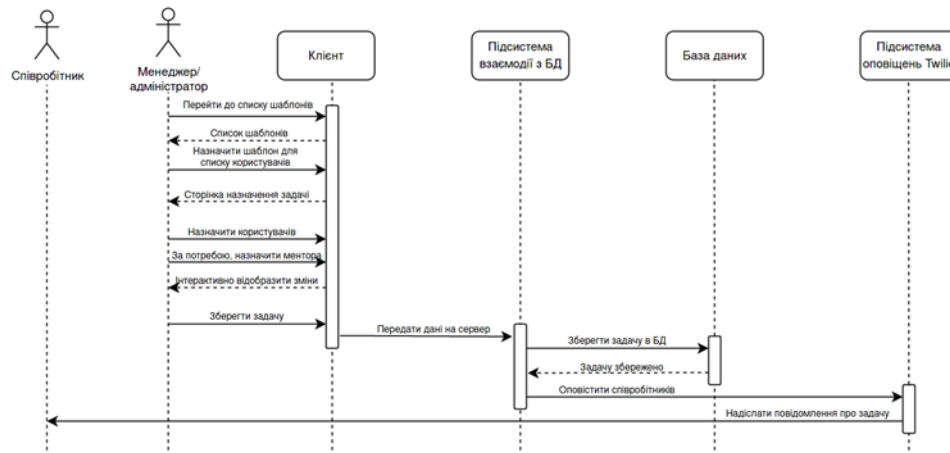 Співробітник
Менеджер/
адміністратор
Клієнт
Підсистема
взаємодії з БД
База даних
Підсистема
оповіщень Twilio
Перейти до списку шаблонів
Список шаблонів
Назначити шаблон для
списку користувачів
Сторінка назначення задачі
Назначити користувачів
За потребою, назначити ментора
Інтерактивно відобразити зміни
Зберегти задачу
Передати дані на сервер
Зберегти задачу в БД
Задачу збережено
Оповістити співробітників
Надіслати повідомлення про задачу